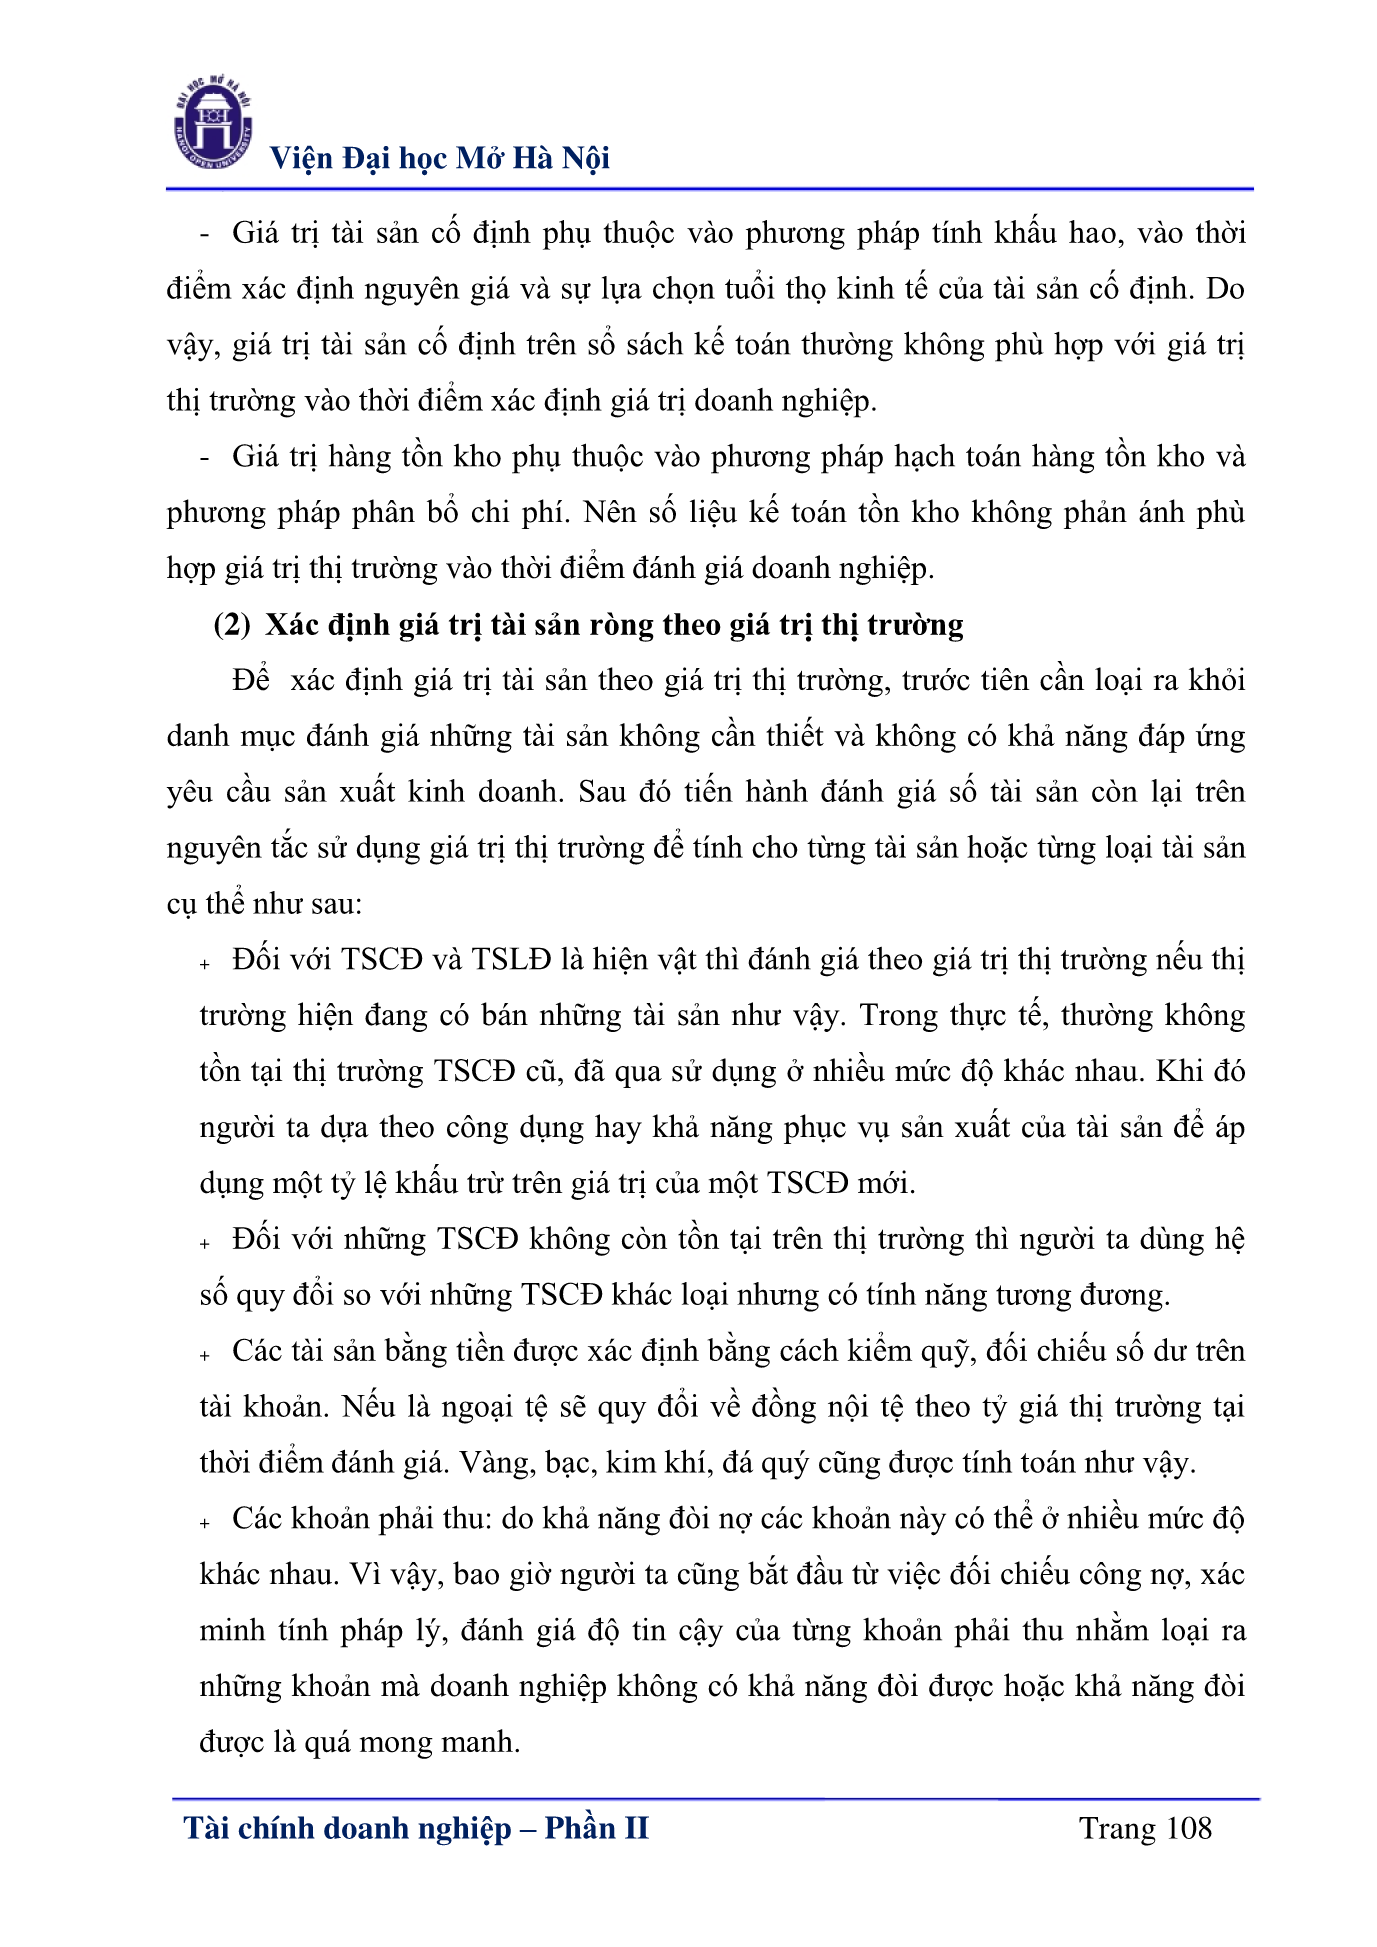 ĐẠI HỌC MỞ HÀ NỘI
HANOI OPEN UNIVERSITY
Viện Đại học Mở Hà Nội
- Giá trị tài sản cố định phụ thuộc vào phương pháp tính khấu hao, vào thời
điểm xác định nguyên giá và sự lựa chọn tuổi thọ kinh tế của tài sản cố định. Do
vậy, giá trị tài sản cố định trên sổ sách kế toán thường không phù hợp với giá trị
thị trường vào thời điểm xác định giá trị doanh nghiệp.
- Giá trị hàng tồn kho phụ thuộc vào phương pháp hạch toán hàng tồn kho và
phương pháp phân bổ chi phí. Nên số liệu kế toán tồn kho không phản ánh phù
hợp giá trị thị trường vào thời điểm đánh giá doanh nghiệp.
(2) Xác định giá trị tài sản ròng theo giá trị thị trường
Để xác định giá trị tài sản theo giá trị thị trường, trước tiên cần loại ra khỏi
danh mục đánh giá những tài sản không cần thiết và không có khả năng đáp ứng
yêu cầu sản xuất kinh doanh. Sau đó tiến hành đánh giá số tài sản còn lại trên
nguyên tắc sử dụng giá trị thị trường để tính cho từng tài sản hoặc từng loại tài sản
cụ thể như sau:
+ Đối với TSCĐ và TSLĐ là hiện vật thì đánh giá theo giá trị thị trường nếu thị
trường hiện đang có bán những tài sản như vậy. Trong thực tế, thường không
tồn tại thị trường TSCĐ cũ, đã qua sử dụng ở nhiều mức độ khác nhau. Khi đó
người ta dựa theo công dụng hay khả năng phục vụ sản xuất của tài sản để áp
dụng một tỷ lệ khấu trừ trên giá trị của một TSCĐ mới.
+ Đối với những TSCĐ không còn tồn tại trên thị trường thì người ta dùng hệ
số quy đổi so với những TSCĐ khác loại nhưng có tính năng tương đương.
+ Các tài sản bằng tiền được xác định bằng cách kiểm quỹ, đối chiếu số dư trên
tài khoản. Nếu là ngoại tệ sẽ quy đổi về đồng nội tệ theo tỷ giá thị trường tại
thời điểm đánh giá. Vàng, bạc, kim khí, đá quý cũng được tính toán như vậy.
+ Các khoản phải thu: do khả năng đòi nợ các khoản này có thể ở nhiều mức độ
khác nhau. Vì vậy, bao giờ người ta cũng bắt đầu từ việc đối chiếu công nợ, xác
minh tính pháp lý, đánh giá độ tin cậy của từng khoản phải thu nhằm loại ra
những khoản mà doanh nghiệp không có khả năng đòi được hoặc khả năng đòi
được là quá mong manh.
Tài chính doanh nghiệp – Phần II Trang 108